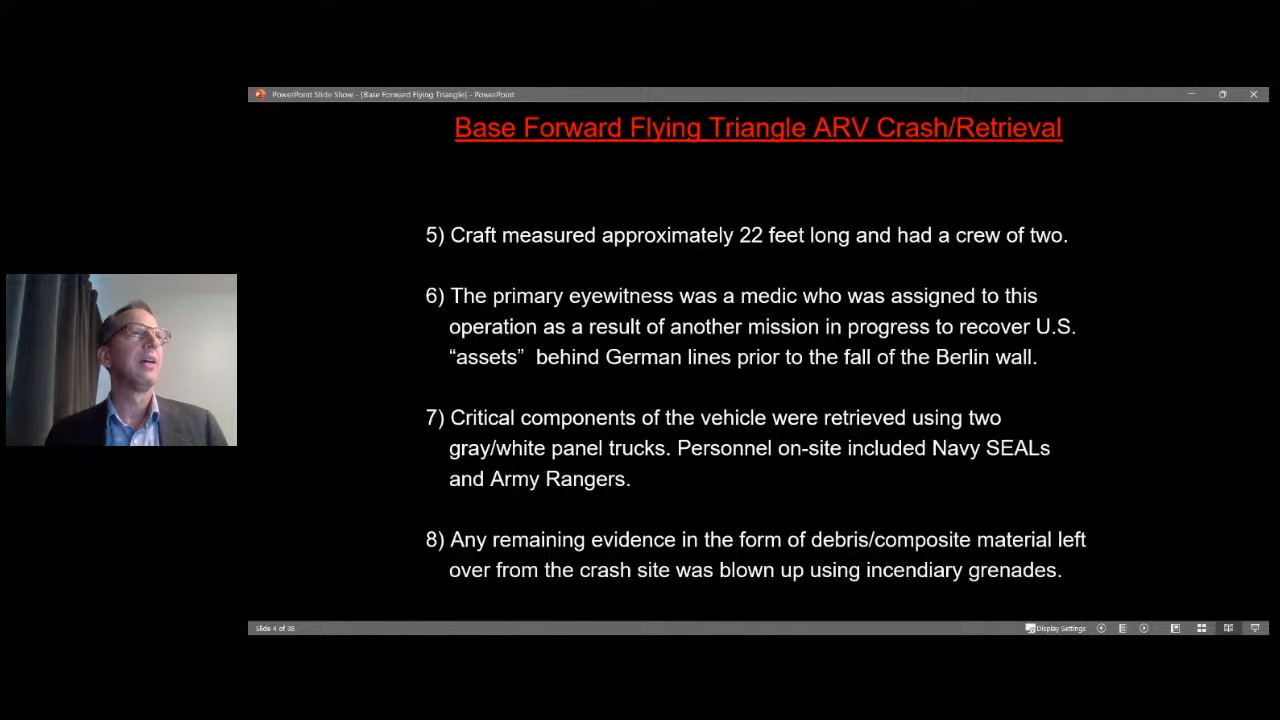 PowerPoint Slide Show - [Base Forward Flying Triangle] - PowerPoint
Base Forward Flying Triangle ARV Crash/Retrieval
5) Craft measured approximately 22 feet long and had a crew of two.
6) The primary eyewitness was a medic who was assigned to this
operation as a result of another mission in progress to recover U.S.
“assets” behind German lines prior to the fall of the Berlin wall.
7) Critical components of the vehicle were retrieved using two
gray/white panel trucks. Personnel on-site included Navy SEALs
and Army Rangers.
8) Any remaining evidence in the form of debris/composite material left
over from the crash site was blown up using incendiary grenades.
Slide 4 of 38
Display Settings